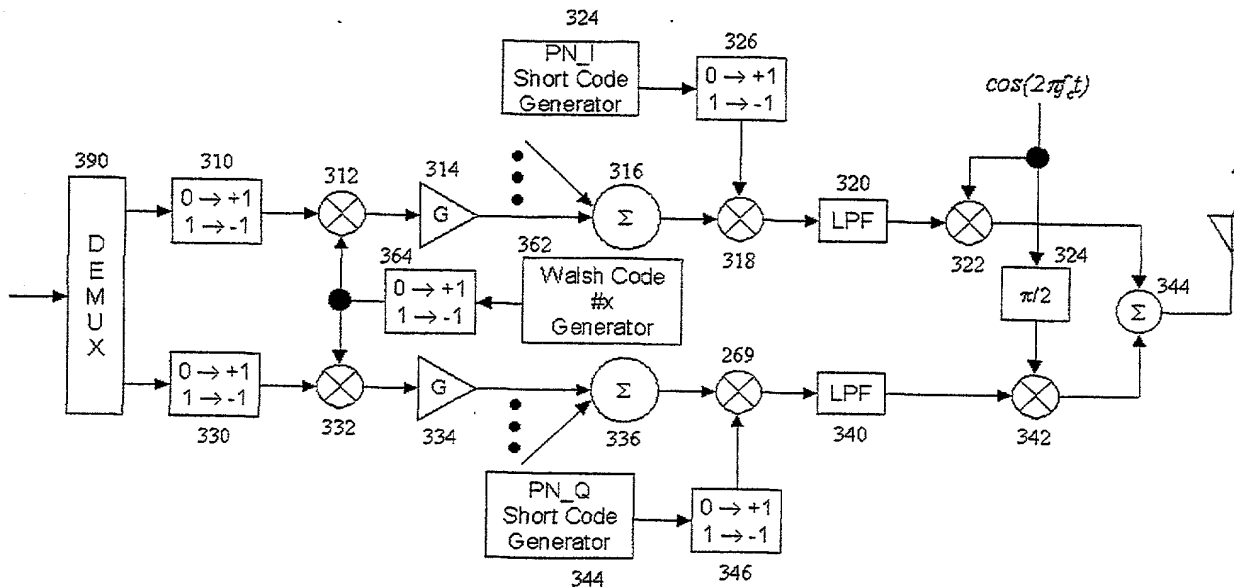 324
PN_I
Short Code
Generator
326
0 → +1
1 → -1
cos(2πf_ct)
390
DEMUX
310
0 → +1
1 → -1
312
314
G
316
Σ
318
320
LPF
322
324
π/2
344
Σ
364
0 → +1
1 → -1
362
Walsh Code
#x
Generator
330
0 → +1
1 → -1
332
334
G
336
Σ
269
340
LPF
342
PN_Q
Short Code
Generator
344
0 → +1
1 → -1
346